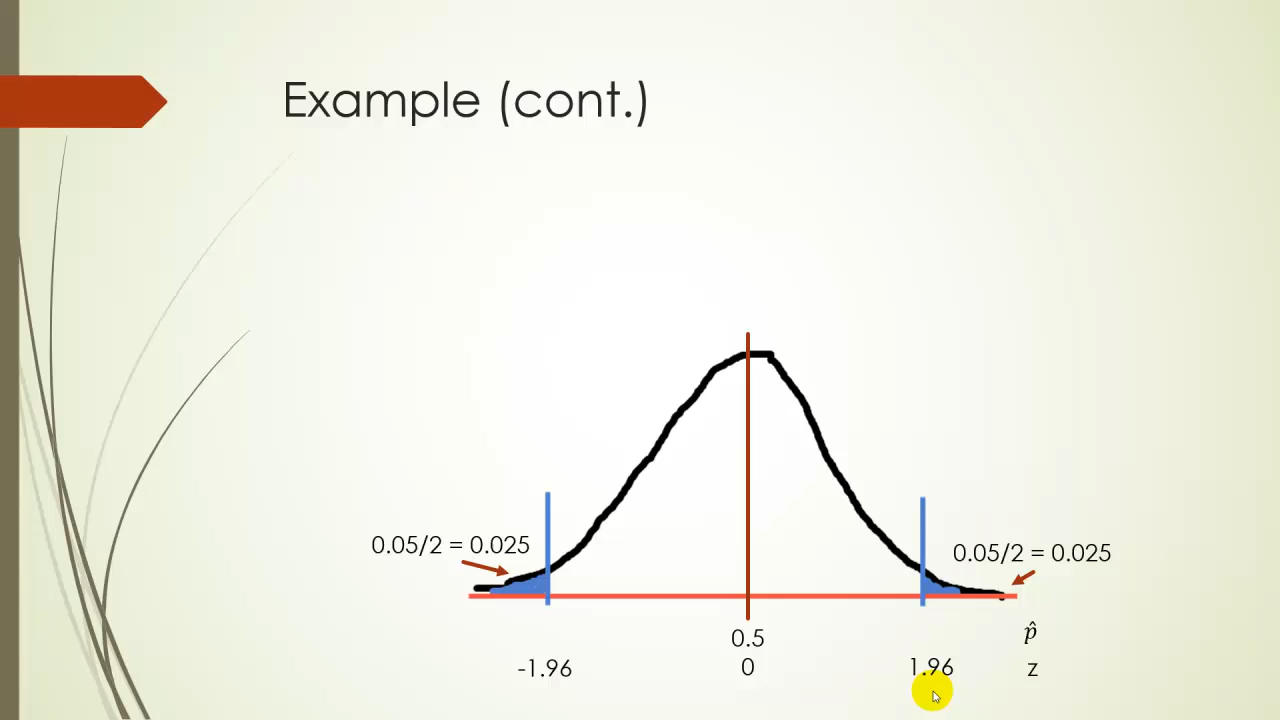 Example (cont.)
0.05/2 = 0.025
0.05/2 = 0.025
0.5
p̂
-1.96
0
1.96
z